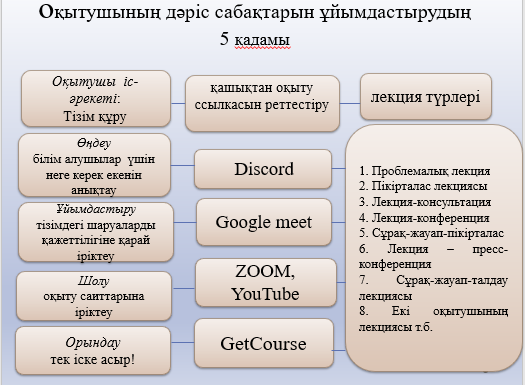 Оқытушының дәріс сабақтарын ұйымдастырудың
5 қадамы
Оқытушы іс-
әрекеті:
Тізім құру
қашықтан оқыту
ссылкасын реттестіру
лекция түрлері
Өңдеу
білім алушылар үшін
неге керек екенін
анықтау
Discord
Ұйымдастыру
тізімдегі шаруаларды
қажеттілігіне қарай
іріктеу
Google meet
Шолу
оқыту саиттарына
іріктеу
ZOOM,
YouTube
Орындау
тек іске асыр!
GetCourse
1. Проблемалық лекция
2. Пікірталас лекциясы
3. Лекция-консультация
4. Лекция-конференция
5. Сұрақ-жауап-пікірталас
6. Лекция – пресс-
конференция
7. Сұрақ-жауап-талдау
лекциясы
8. Екі оқытушының
лекциясы т.б.